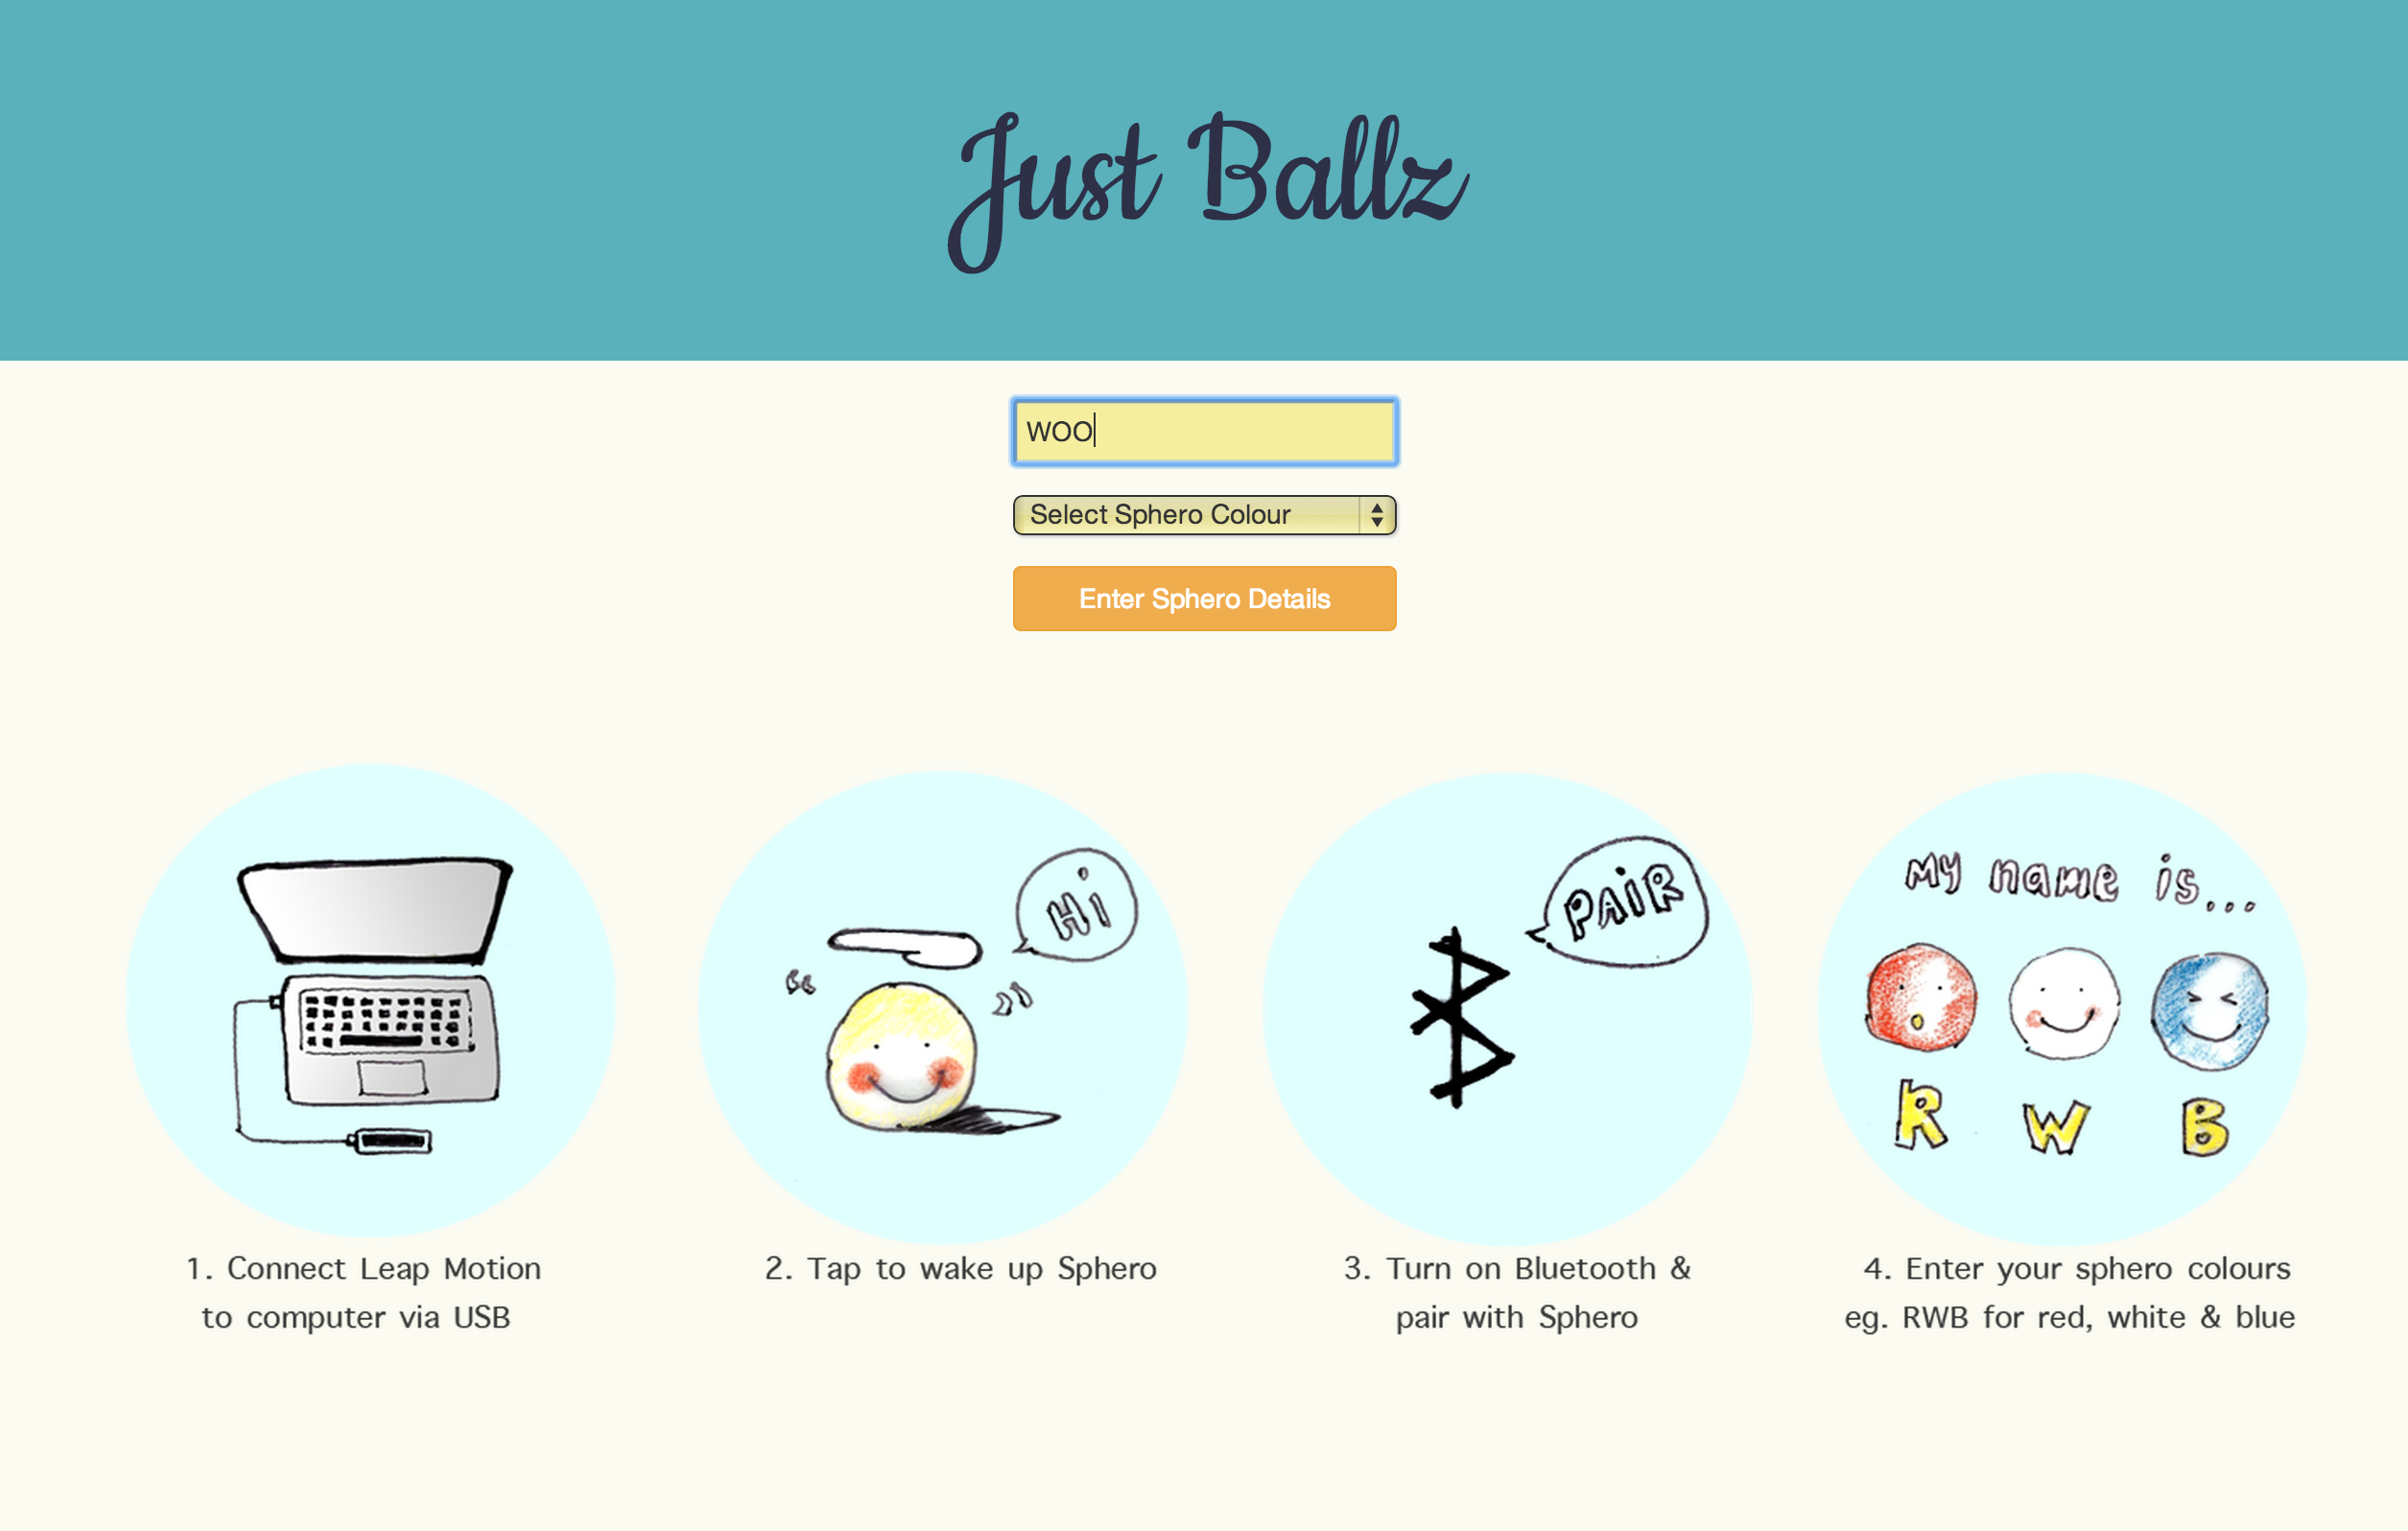 Just Ballz
WOO
Select Sphero Colour
Enter Sphero Details
Hi
PAIR
My name is...
R W B
1. Connect Leap Motion
to computer via USB
2. Tap to wake up Sphero
3. Turn on Bluetooth &
pair with Sphero
4. Enter your sphero colours
eg. RWB for red, white & blue